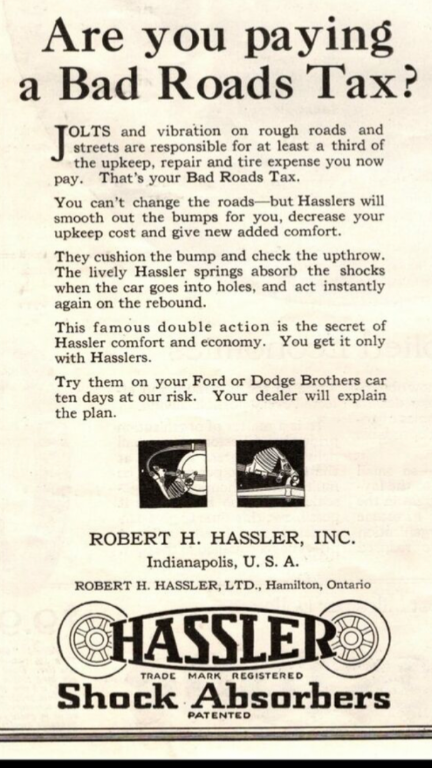 Are you paying
a Bad Roads Tax?
JOLTS and vibration on rough roads and
streets are responsible for at least a third of
the upkeep, repair and tire expense you now
pay. That's your Bad Roads Tax.
You can't change the roads—but Hasslers will
smooth out the bumps for you, decrease your
upkeep cost and give new added comfort.
They cushion the bump and check the upthrow.
The lively Hassler springs absorb the shocks
when the car goes into holes, and act instantly
again on the rebound.
This famous double action is the secret of
Hassler comfort and economy. You get it only
with Hasslers.
Try them on your Ford or Dodge Brothers car
ten days at our risk. Your dealer will explain
the plan.
ROBERT H. HASSLER, INC.
Indianapolis, U. S. A.
ROBERT H. HASSLER, LTD., Hamilton, Ontario
HASSLER
TRADE MARK REGISTERED
Shock Absorbers
PATENTED